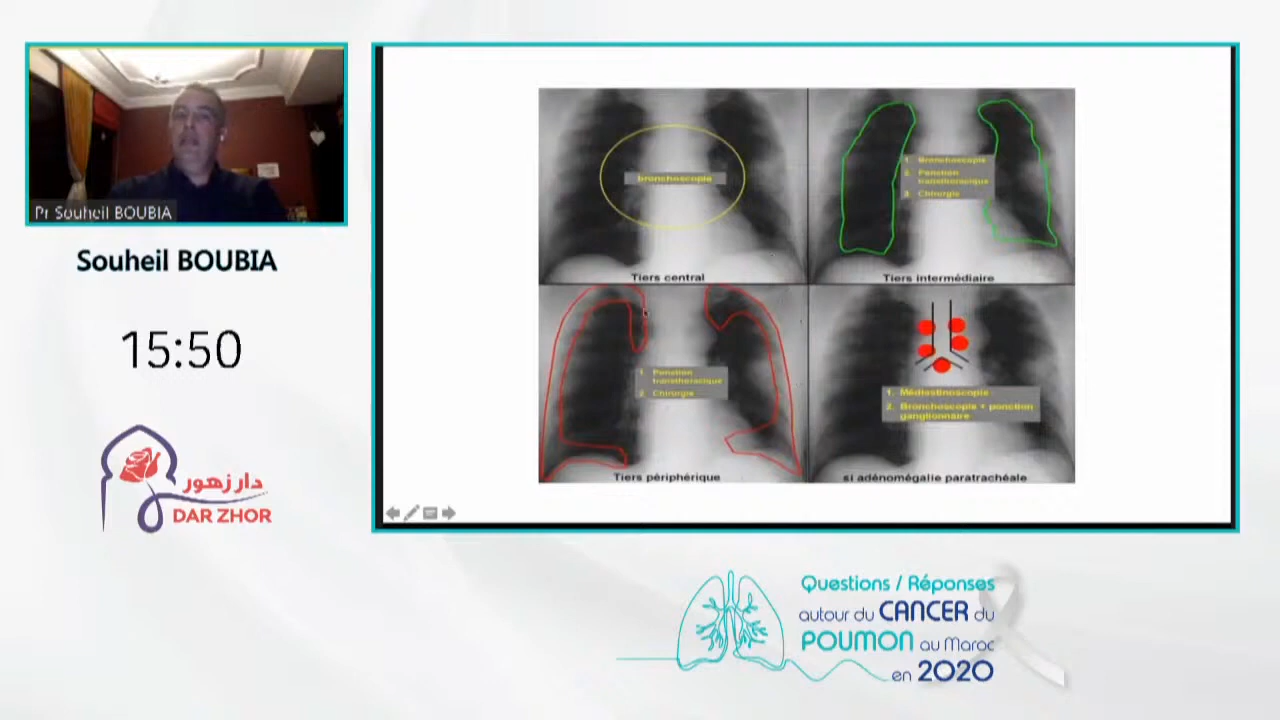 Pr Souheil BOUBIA
Souheil BOUBIA
15:50
دار زهور
DAR ZHOR
bronchoscopie
Tiers central
1. Bronchoscopie
2. Ponction
transthoracique
3. Chirurgie
Tiers intermédiaire
1. Ponction
transthoracique
2. Chirurgie
Tiers périphérique
1. Médiastinoscopie
2. Bronchoscopie + ponction
ganglionnaire
si adénomégalie paratrachéale
Questions / Réponses
autour du CANCER du
POUMON au Maroc
en 2020